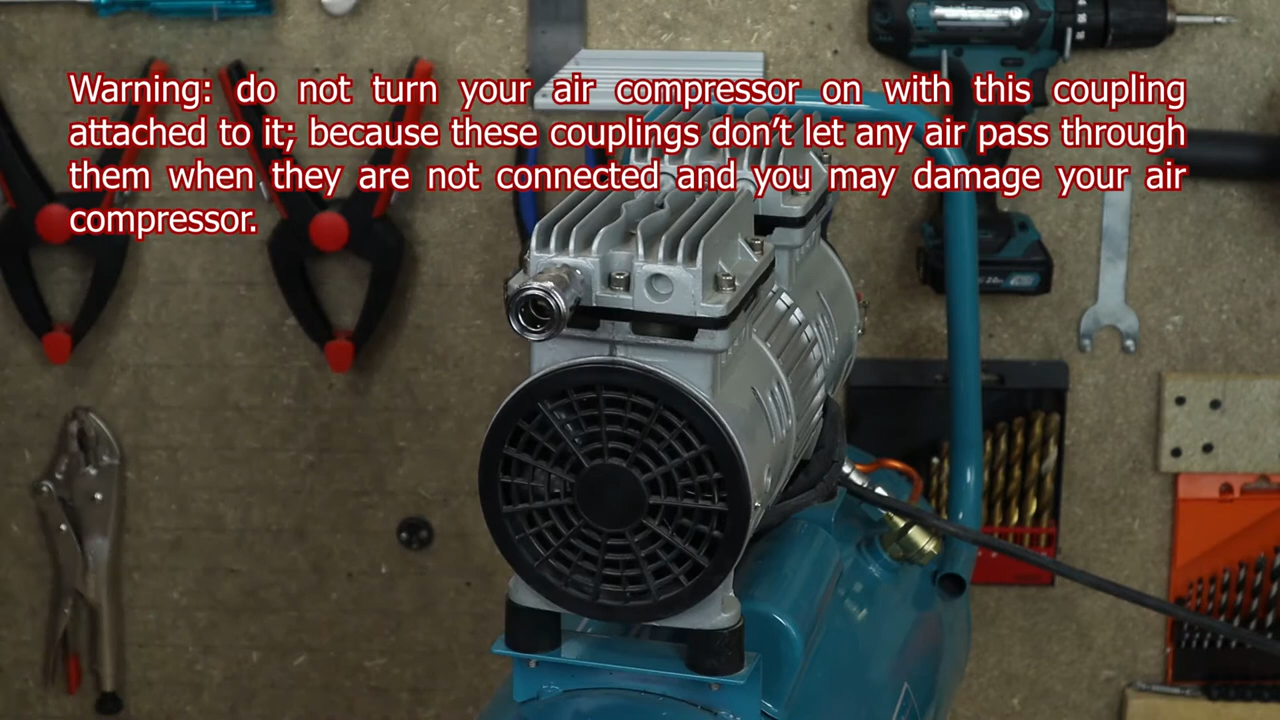 Warning: do not turn your air compressor on with this coupling
attached to it; because these couplings don't let any air pass through
them when they are not connected and you may damage your air
compressor.